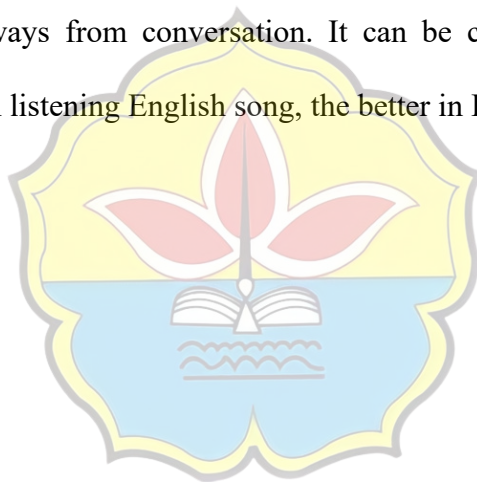 ways from conversation. It can be
listening English song, the better in